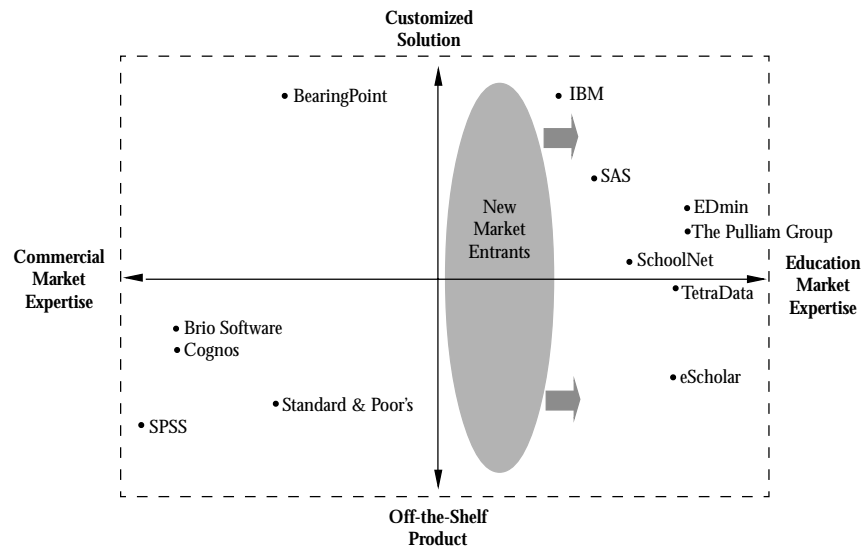 Customized
Solution
BearingPoint
IBM
SAS
New
Market
Entrants
EDmin
The Pulliam Group
SchoolNet
Commercial
Market
Expertise
Education
Market
Expertise
TetraData
Brio Software
Cognos
eScholar
Standard & Poor's
SPSS
Off-the-Shelf
Product